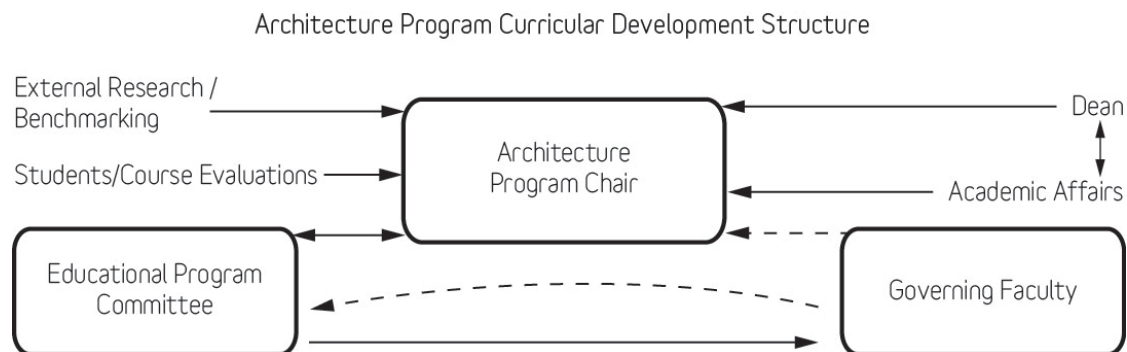 Architecture Program Curricular Development Structure
External Research /
Benchmarking
Students/Course Evaluations
Architecture
Program Chair
Dean
Academic Affairs
Educational Program
Committee
Governing Faculty